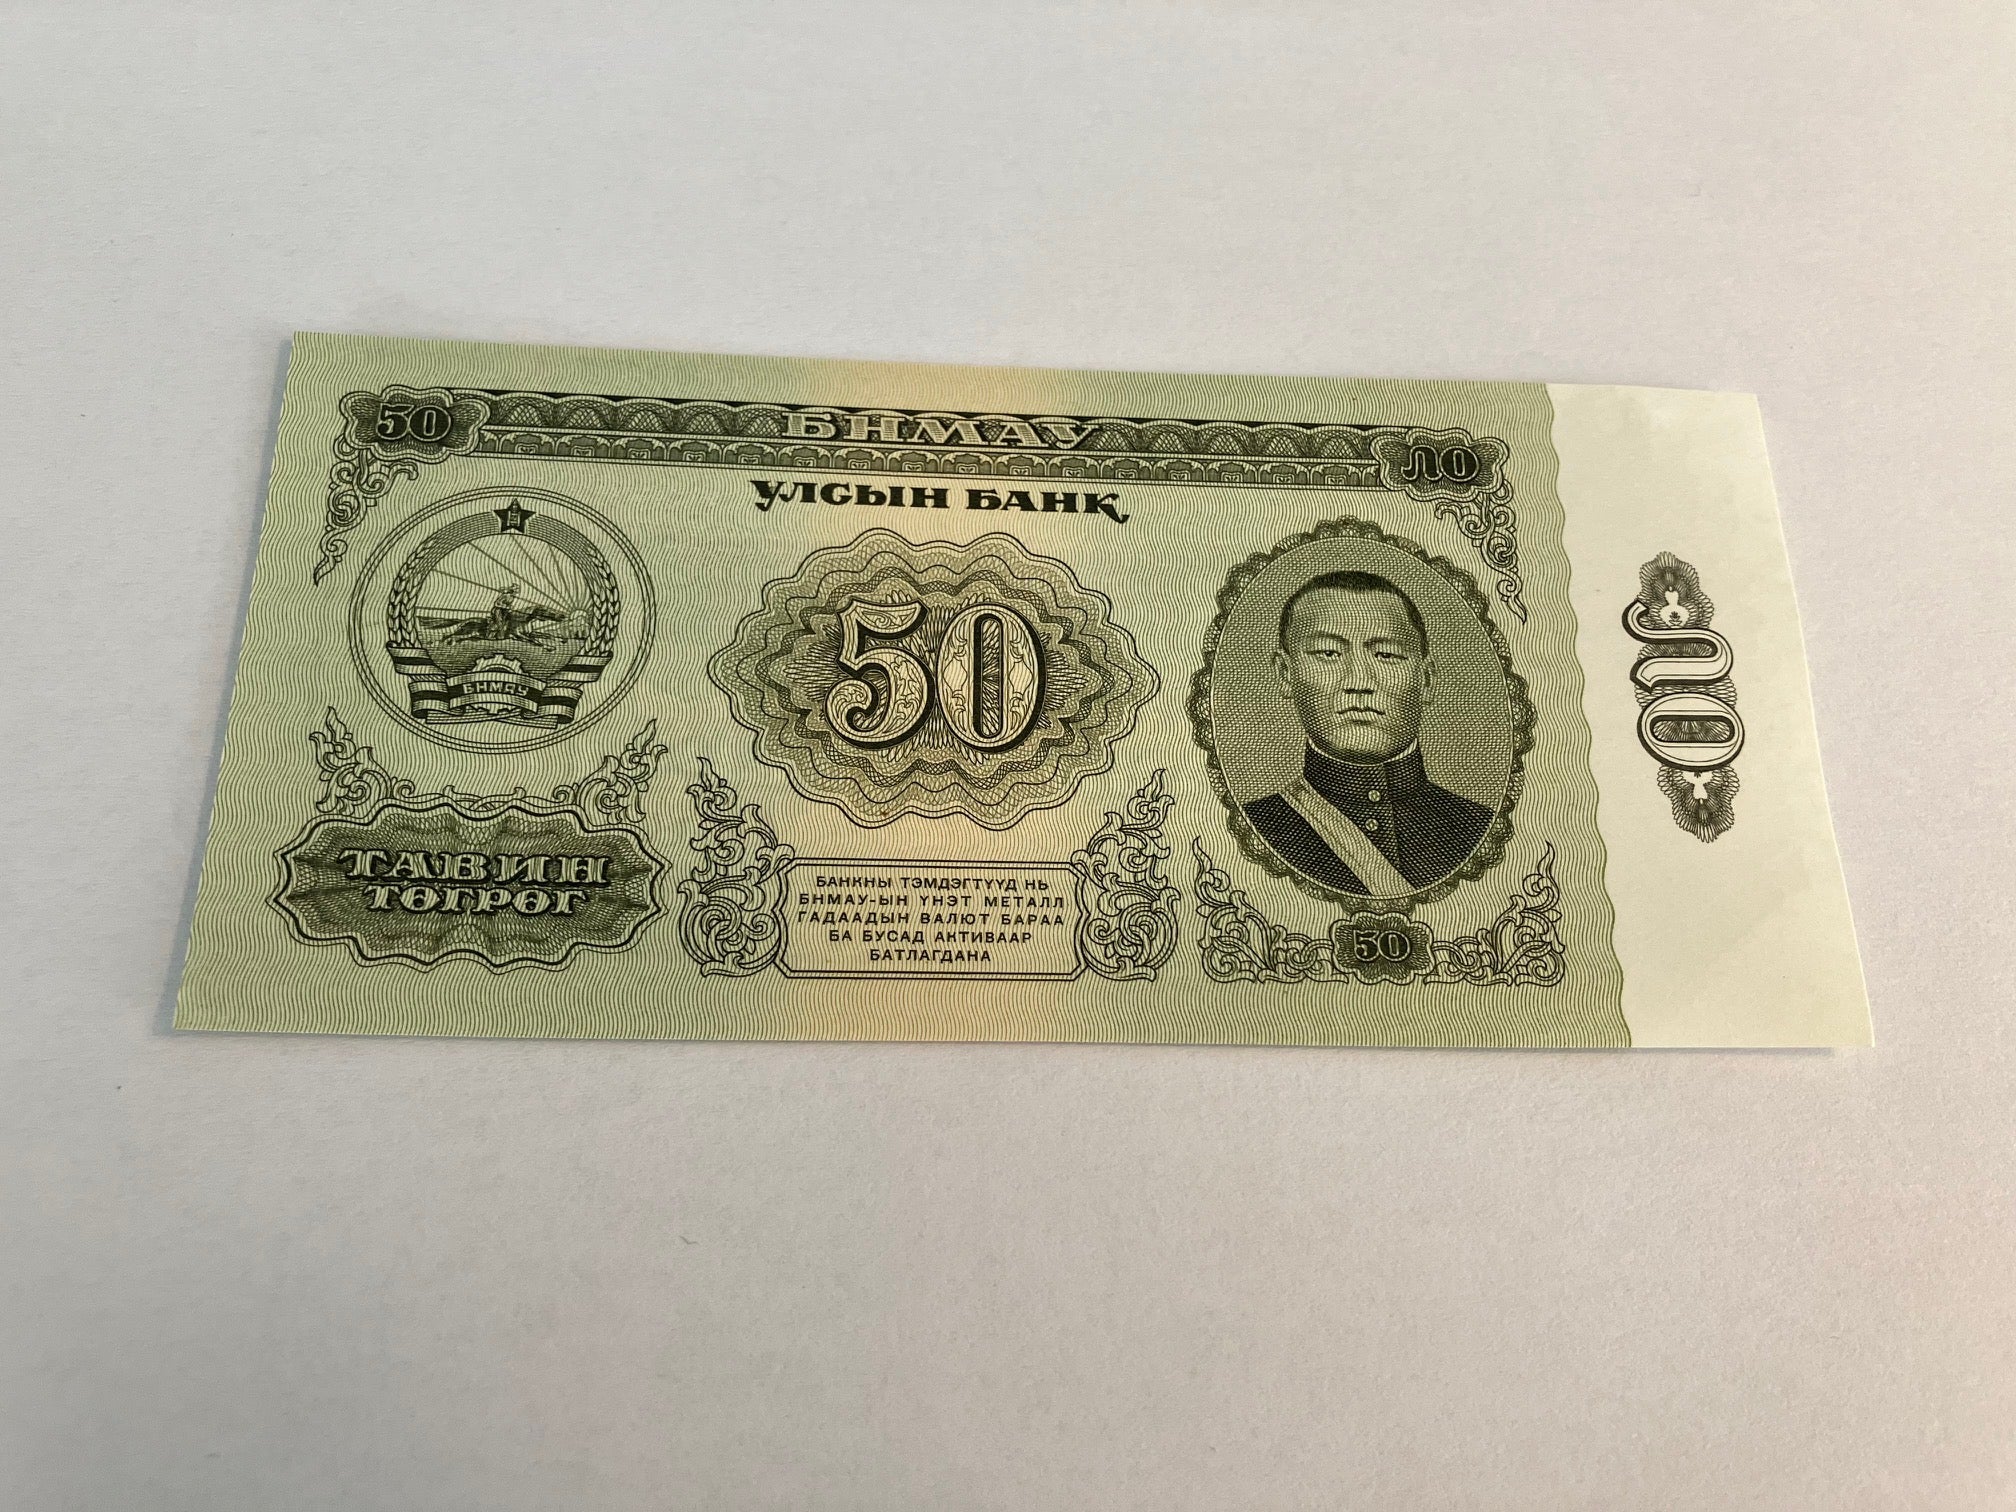 50
БНМАУ
ЛО
УЛСЫН БАНК
БНМАУ
50
50
ТАВИН
ТӨГРӨГ
БАНКНЫ ТЭМДЭГТҮҮД НЬ
БНМАУ-ЫН ҮНЭТ МЕТАЛЛ
ГАДААДЫН ВАЛЮТ БАРАА
БА БУСАД АКТИВААР
БАТЛАГДАНА
50